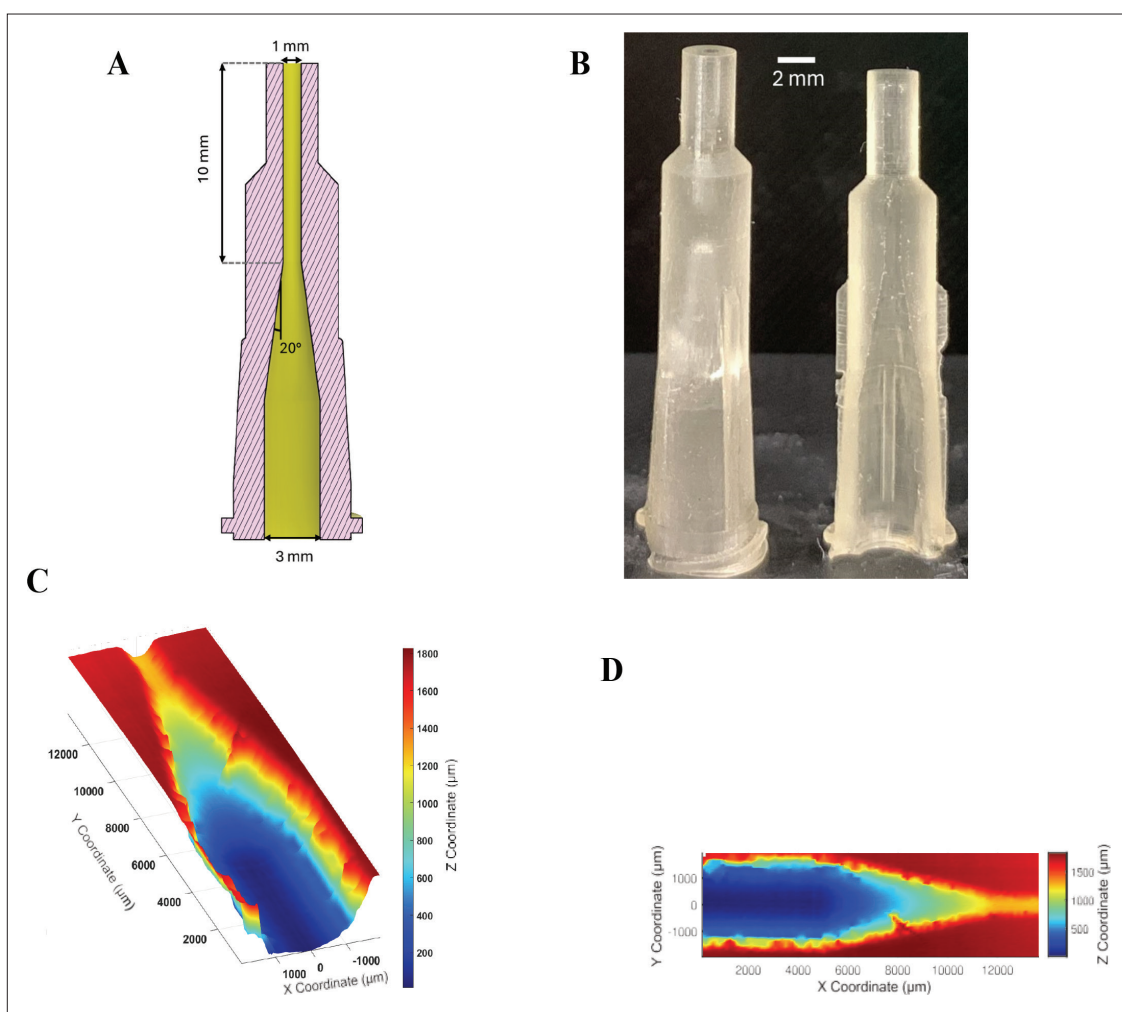 A
1 mm
10 mm
20°
3 mm
B
2 mm
C
12000
10000
8000
6000
4000
2000
Y Coordinate (µm)
1000
0
-1000
X Coordinate (µm)
1800
1600
1400
1200
1000
800
600
400
200
Z Coordinate (µm)
D
1000
0
-1000
Y Coordinate (µm)
2000
4000
6000
8000
10000
12000
X Coordinate (µm)
1500
1000
500
Z Coordinate (µm)